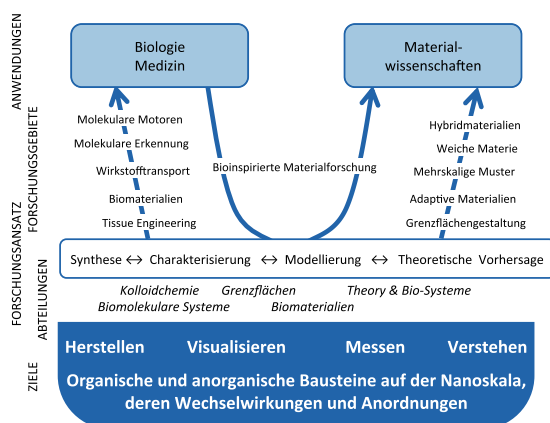 ANWENDUNGEN
Biologie
Medizin
Material-
wissenschaften
FORSCHUNGSGEBIETE
Molekulare Motoren
Molekulare Erkennung
Wirkstofftransport
Biomaterialien
Tissue Engineering
Bioinspirierte Materialforschung
Hybridmaterialien
Weiche Materie
Mehrskalige Muster
Adaptive Materialien
Grenzflächengestaltung
FORSCHUNGSANSATZ
Synthese ↔ Charakterisierung ↔ Modellierung ↔ Theoretische Vorhersage
ABTEILUNGEN
Kolloidchemie Grenzflächen Theory & Bio-Systeme
Biomolekulare Systeme Biomaterialien
ZIELE
Herstellen Visualisieren Messen Verstehen
Organische und anorganische Bausteine auf der Nanoskala,
deren Wechselwirkungen und Anordnungen